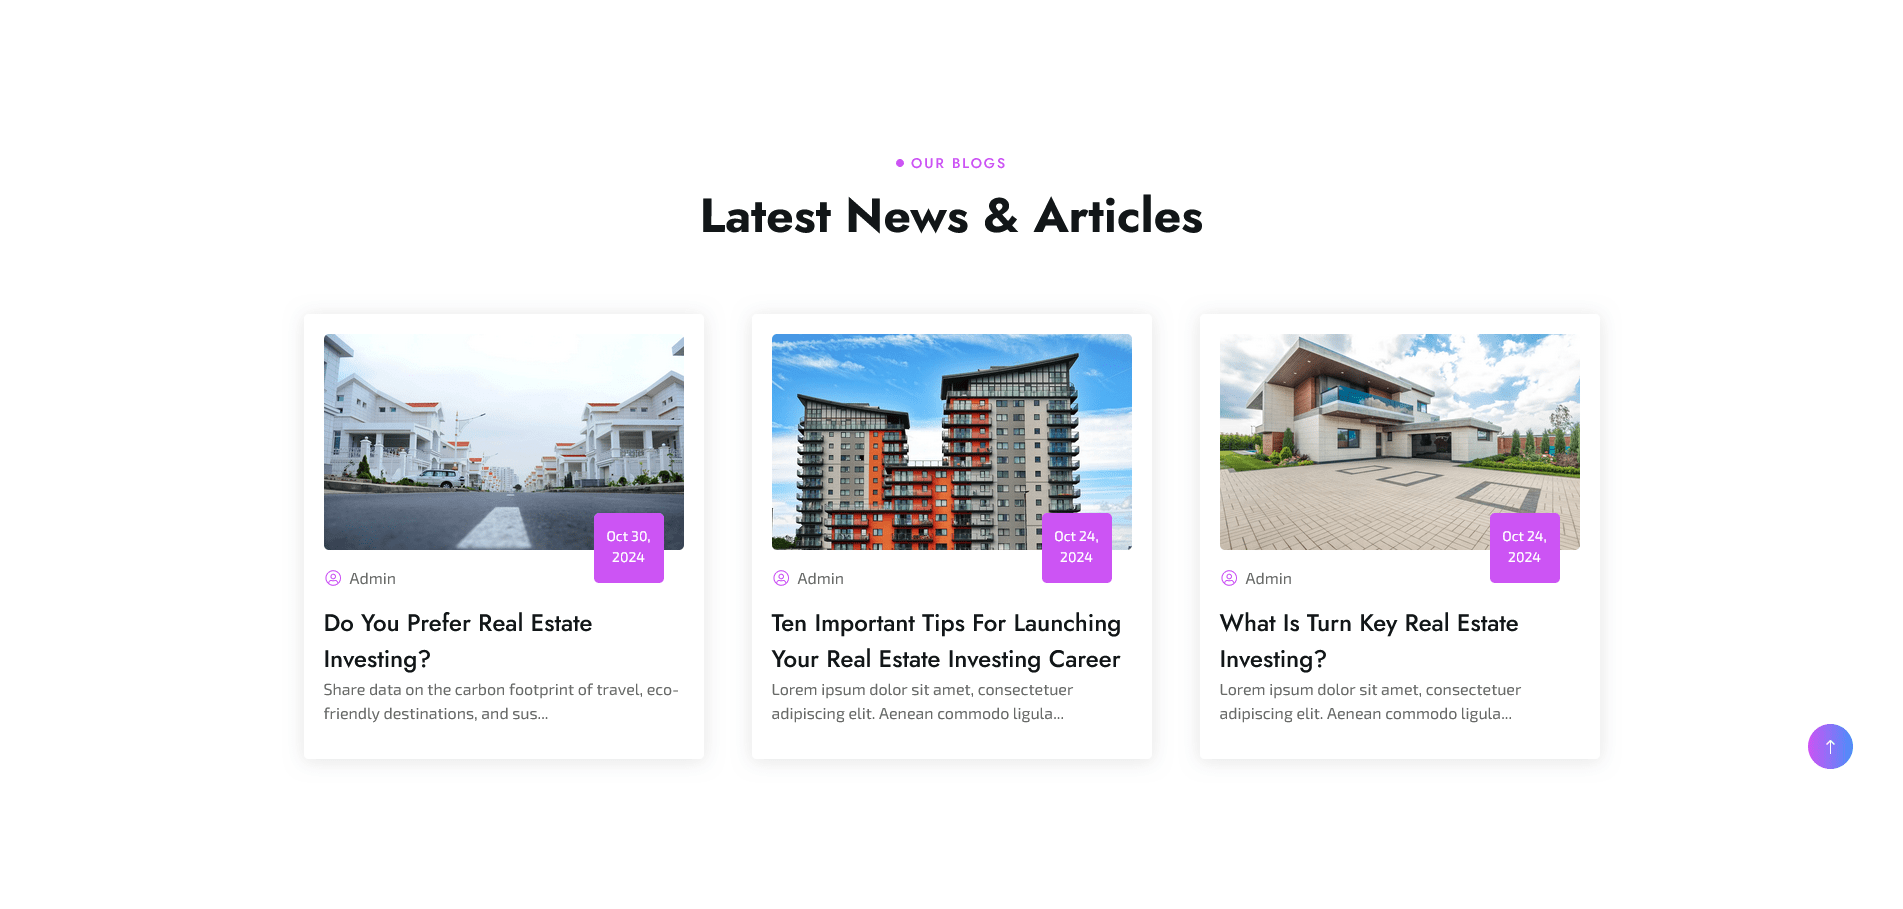 OUR BLOGS
Latest News & Articles
Oct 30,
2024
Admin
Do You Prefer Real Estate
Investing?
Share data on the carbon footprint of travel, eco-
friendly destinations, and sus...
Oct 24,
2024
Admin
Ten Important Tips For Launching
Your Real Estate Investing Career
Lorem ipsum dolor sit amet, consectetuer
adipiscing elit. Aenean commodo ligula...
Oct 24,
2024
Admin
What Is Turn Key Real Estate
Investing?
Lorem ipsum dolor sit amet, consectetuer
adipiscing elit. Aenean commodo ligula...